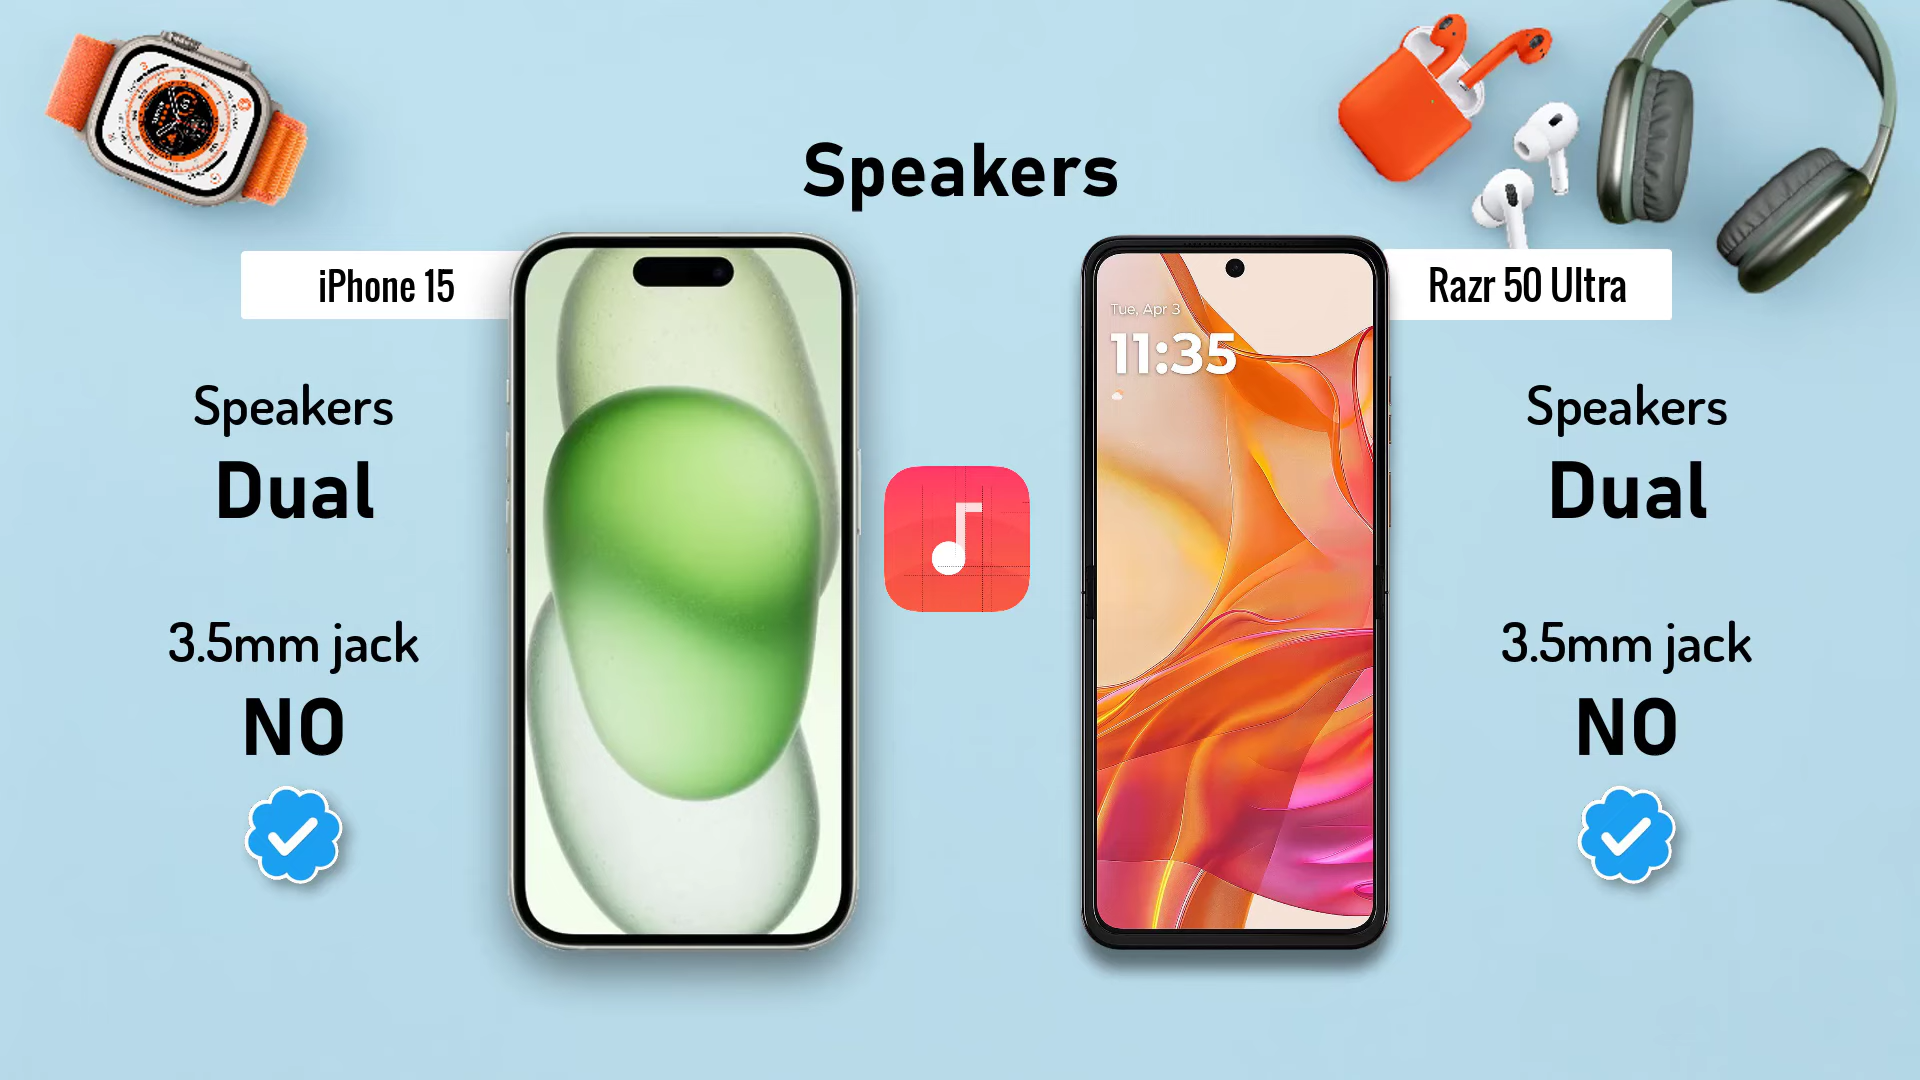 Speakers
iPhone 15
Razr 50 Ultra
Tue, Apr 3
11:35
Speakers
Dual
3.5mm jack
NO
Speakers
Dual
3.5mm jack
NO